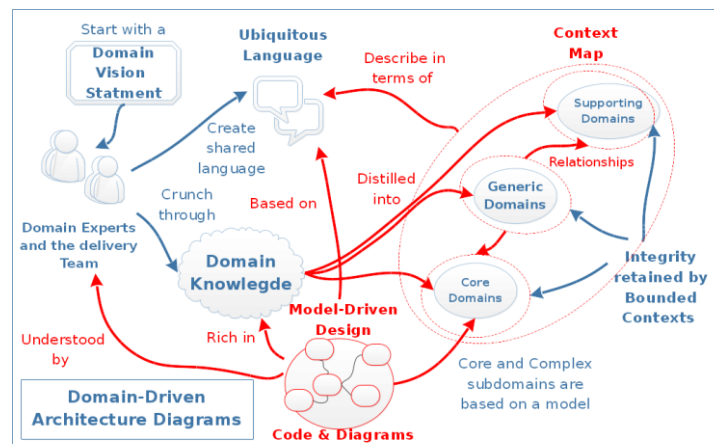 Start with a
Domain
Vision
Statment
Ubiquitous
Language
Describe in
terms of
Context
Map
Supporting
Domains
Create
shared
language
Relationships
Crunch
through
Based on
Distilled
into
Generic
Domains
Domain Experts
and the delivery
Team
Domain
Knowlegde
Core
Domains
Integrity
retained by
Bounded
Contexts
Understood
by
Rich in
Model-Driven
Design
Core and Complex
subdomains are
based on a model
Domain-Driven
Architecture Diagrams
Code & Diagrams